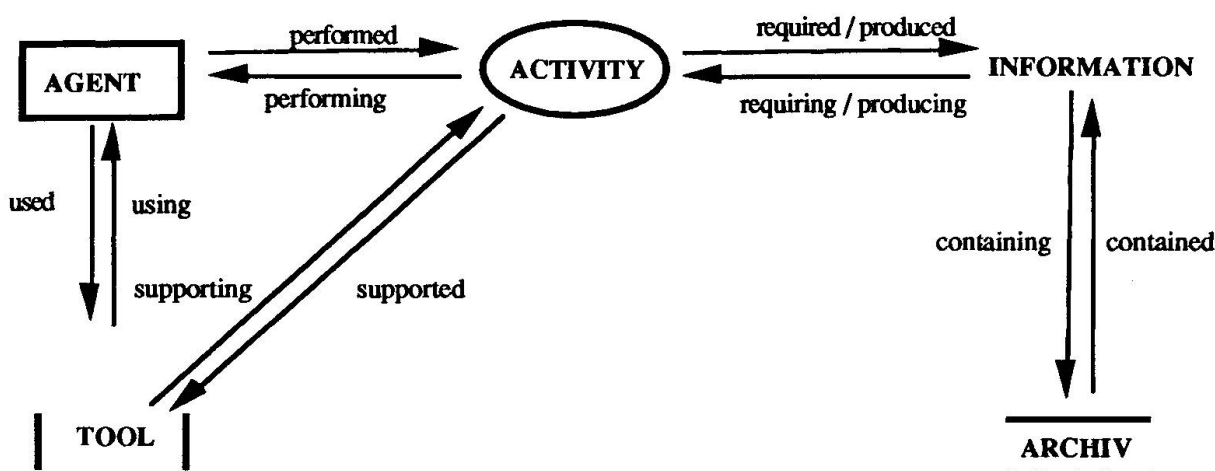 performed
required / produced
AGENT
ACTIVITY
INFORMATION
performing
requiring / producing
used
using
containing
contained
supporting
supported
TOOL
ARCHIV